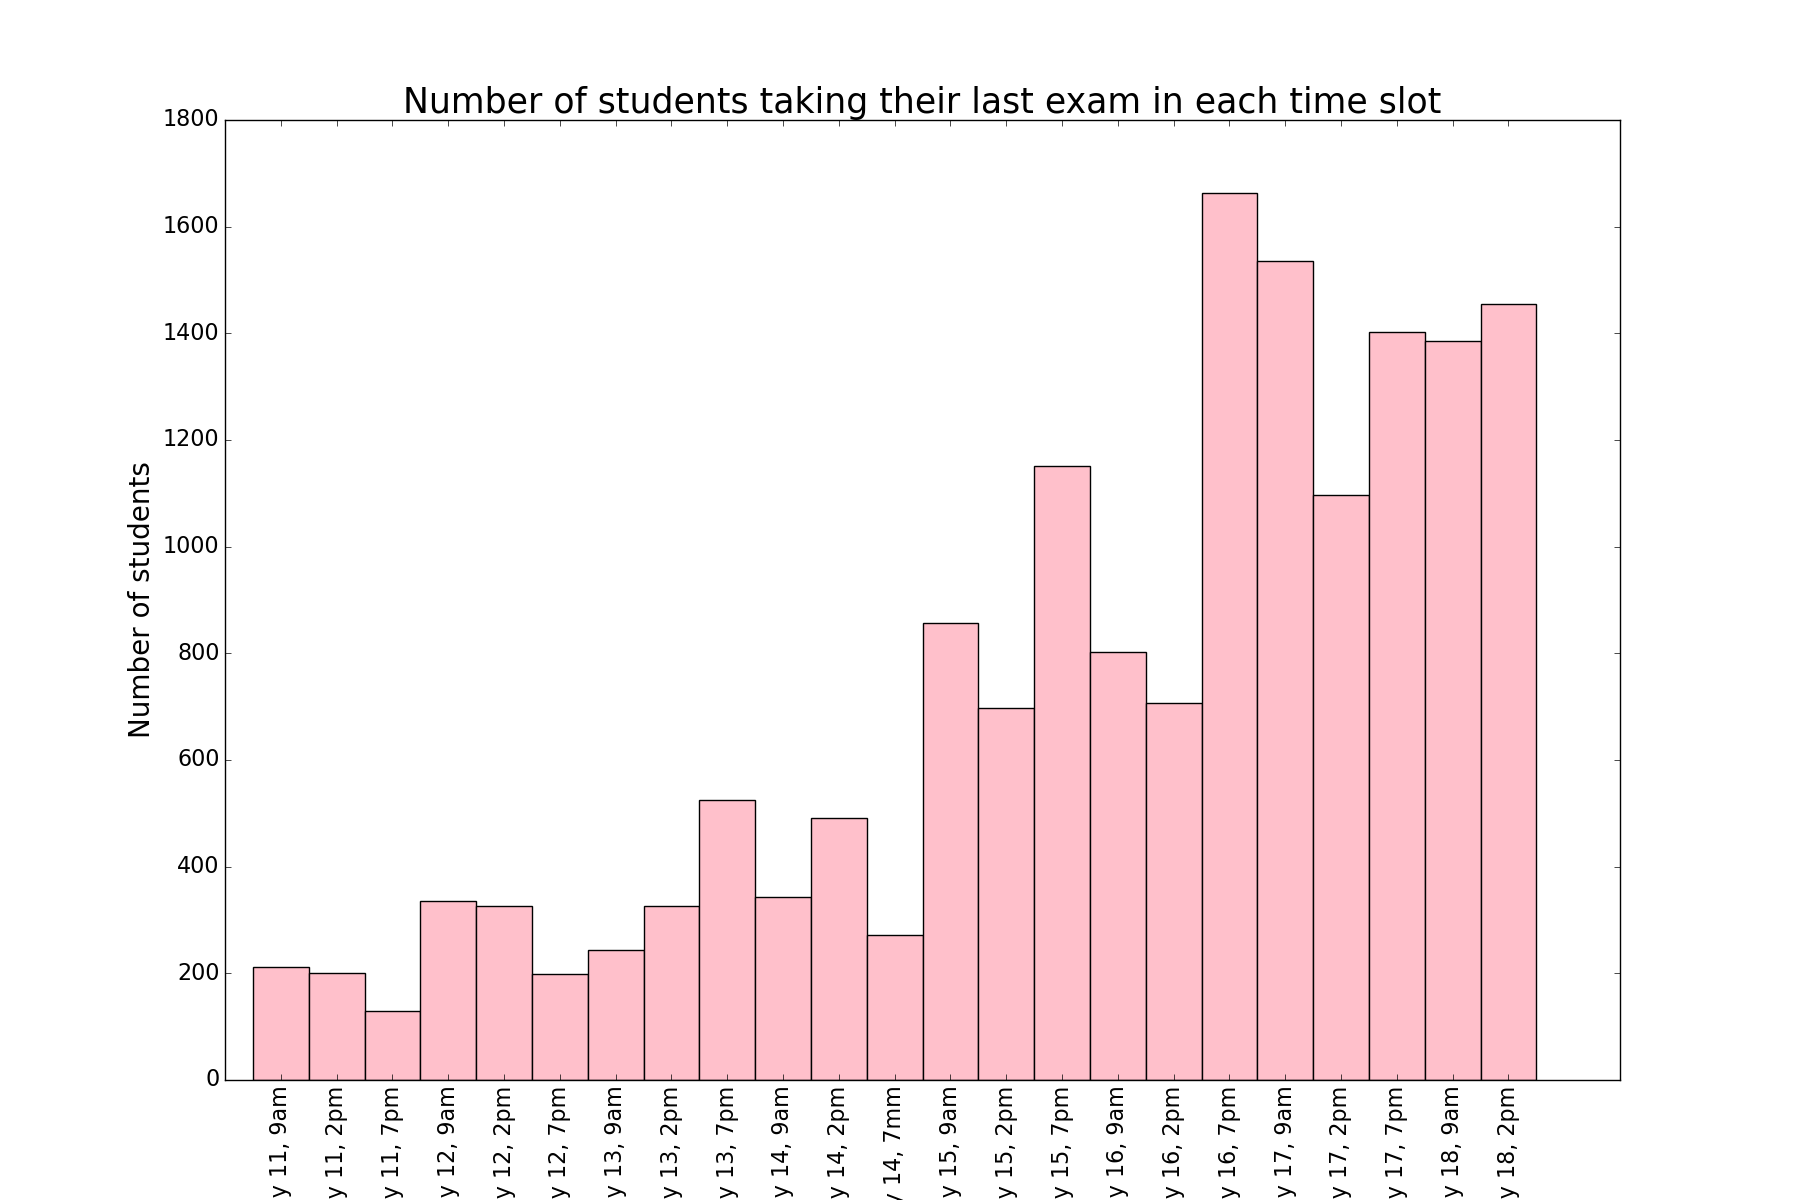 Number of students taking their last exam in each time slot
Number of students
1800
1600
1400
1200
1000
800
600
400
200
0
y 11, 9am
y 11, 2pm
y 11, 7pm
y 12, 9am
y 12, 2pm
y 12, 7pm
y 13, 9am
y 13, 2pm
y 13, 7pm
y 14, 9am
y 14, 2pm
y 14, 7mm
y 15, 9am
y 15, 2pm
y 15, 7pm
y 16, 9am
y 16, 2pm
y 16, 7pm
y 17, 9am
y 17, 2pm
y 17, 7pm
y 18, 9am
y 18, 2pm